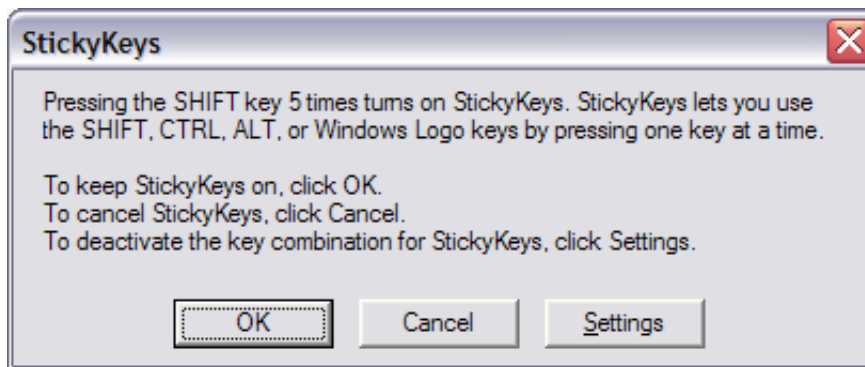 StickyKeys
Pressing the SHIFT key 5 times turns on StickyKeys. StickyKeys lets you use
the SHIFT, CTRL, ALT, or Windows Logo keys by pressing one key at a time.
To keep StickyKeys on, click OK.
To cancel StickyKeys, click Cancel.
To deactivate the key combination for StickyKeys, click Settings.
OK Cancel Settings